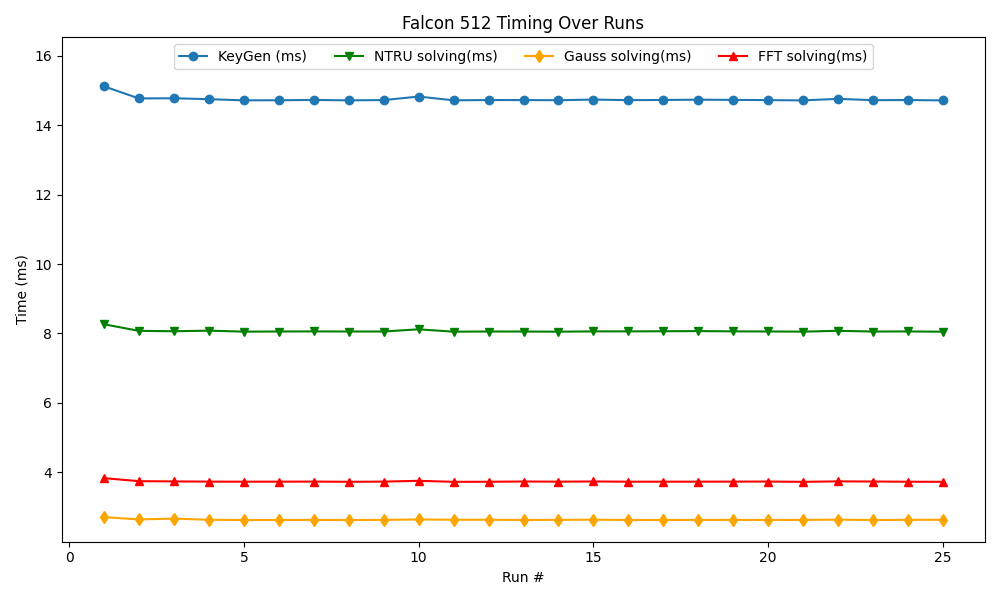 Falcon 512 Timing Over Runs
KeyGen (ms) NTRU solving(ms) Gauss solving(ms) FFT solving(ms)
16
14
12
10
8
6
4
Time (ms)
0 5 10 15 20 25
Run #